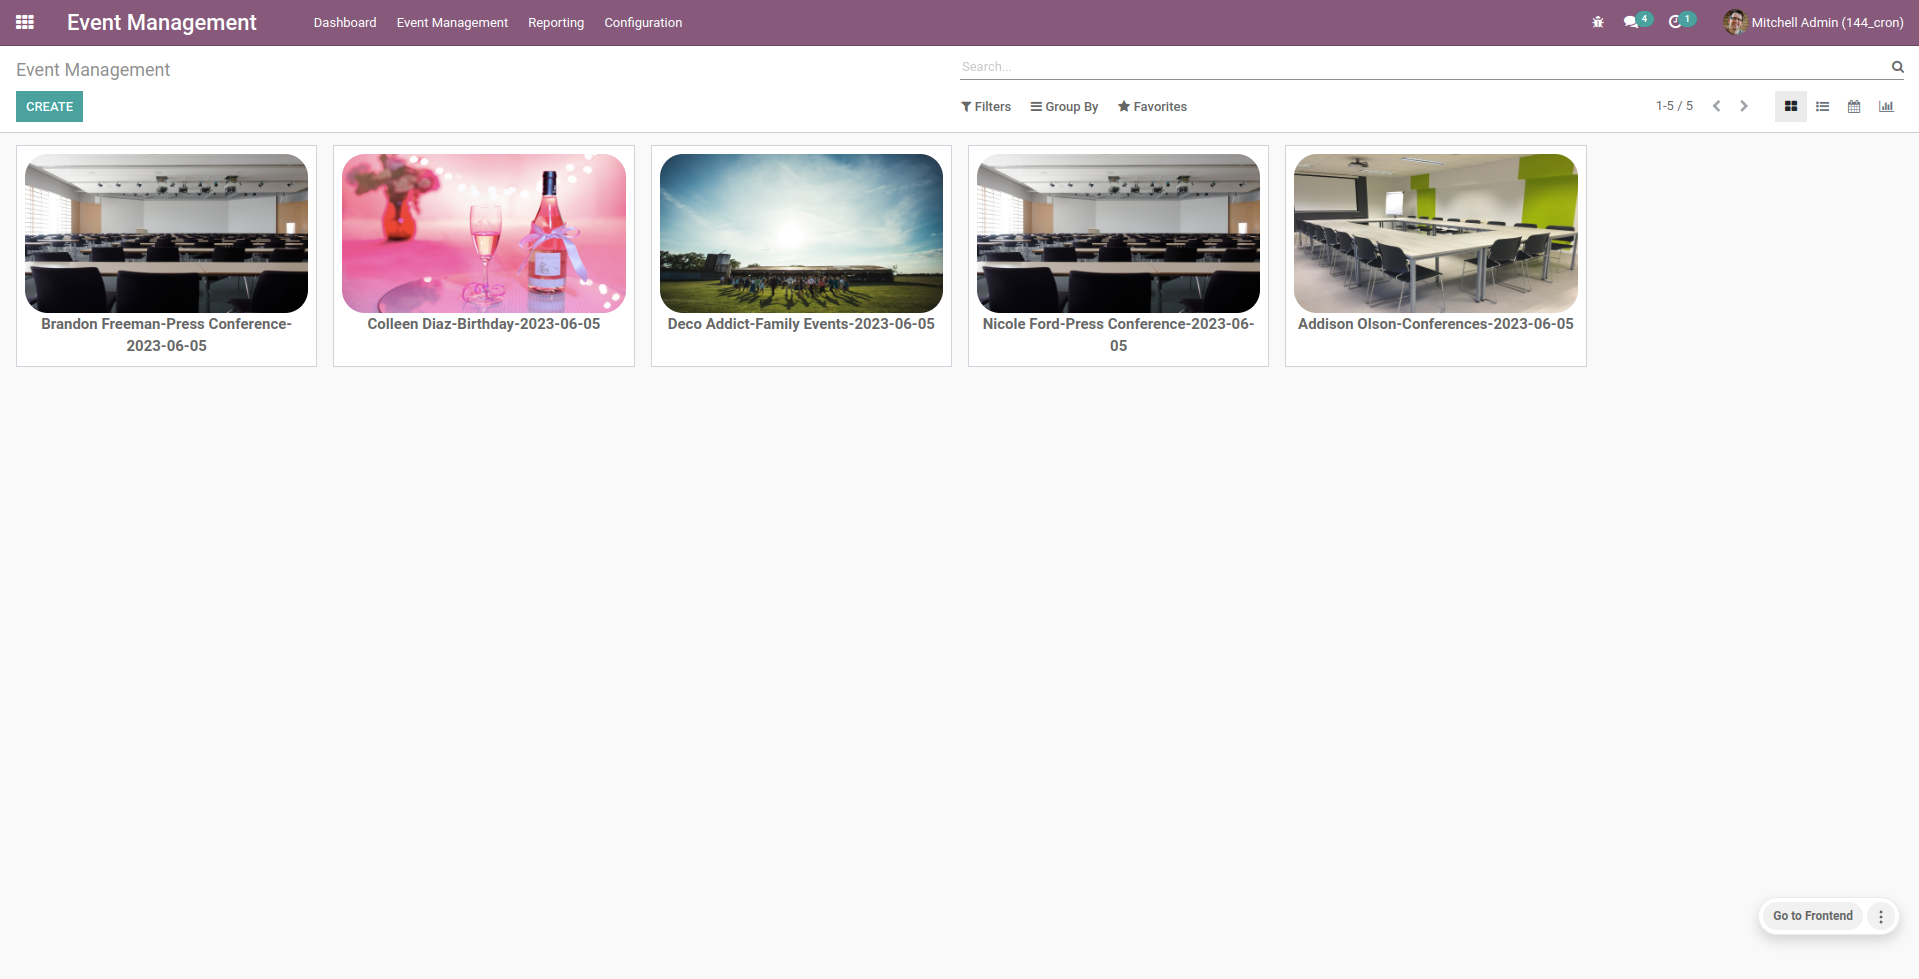 Event Management
Dashboard
Event Management
Reporting
Configuration
4
1
Mitchell Admin (144_cron)
Event Management
Search...
CREATE
Filters
Group By
Favorites
1-5 / 5
Brandon Freeman-Press Conference-
2023-06-05
Colleen Diaz-Birthday-2023-06-05
Deco Addict-Family Events-2023-06-05
Nicole Ford-Press Conference-2023-06-
05
Addison Olson-Conferences-2023-06-05
Go to Frontend